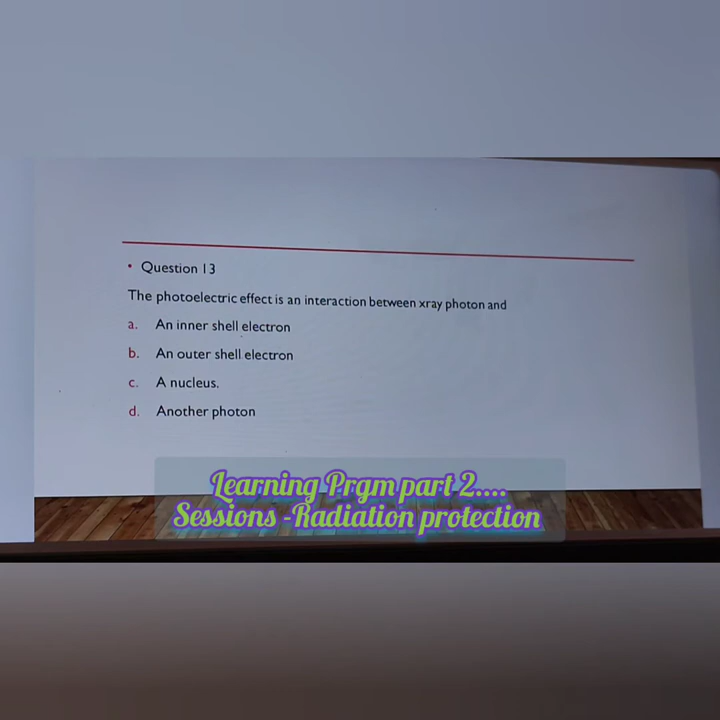 • Question 13
The photoelectric effect is an interaction between xray photon and
a. An inner shell electron
b. An outer shell electron
c. A nucleus.
d. Another photon
Learning Prgm part 2....
Sessions -Radiation protection